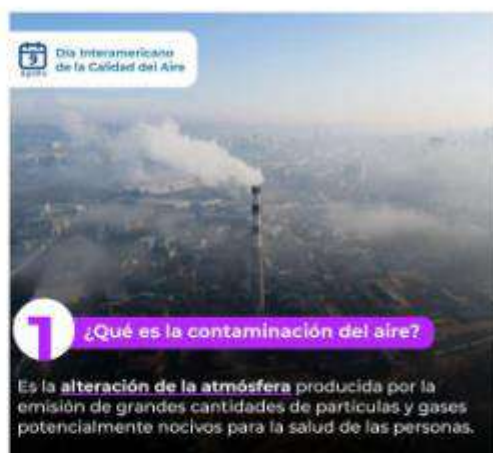 9
Día Interamericano
de la Calidad del Aire
1
¿Qué es la contaminación del aire?
Es la alteración de la atmósfera producida por la
emisión de grandes cantidades de partículas y gases
potencialmente nocivos para la salud de las personas.